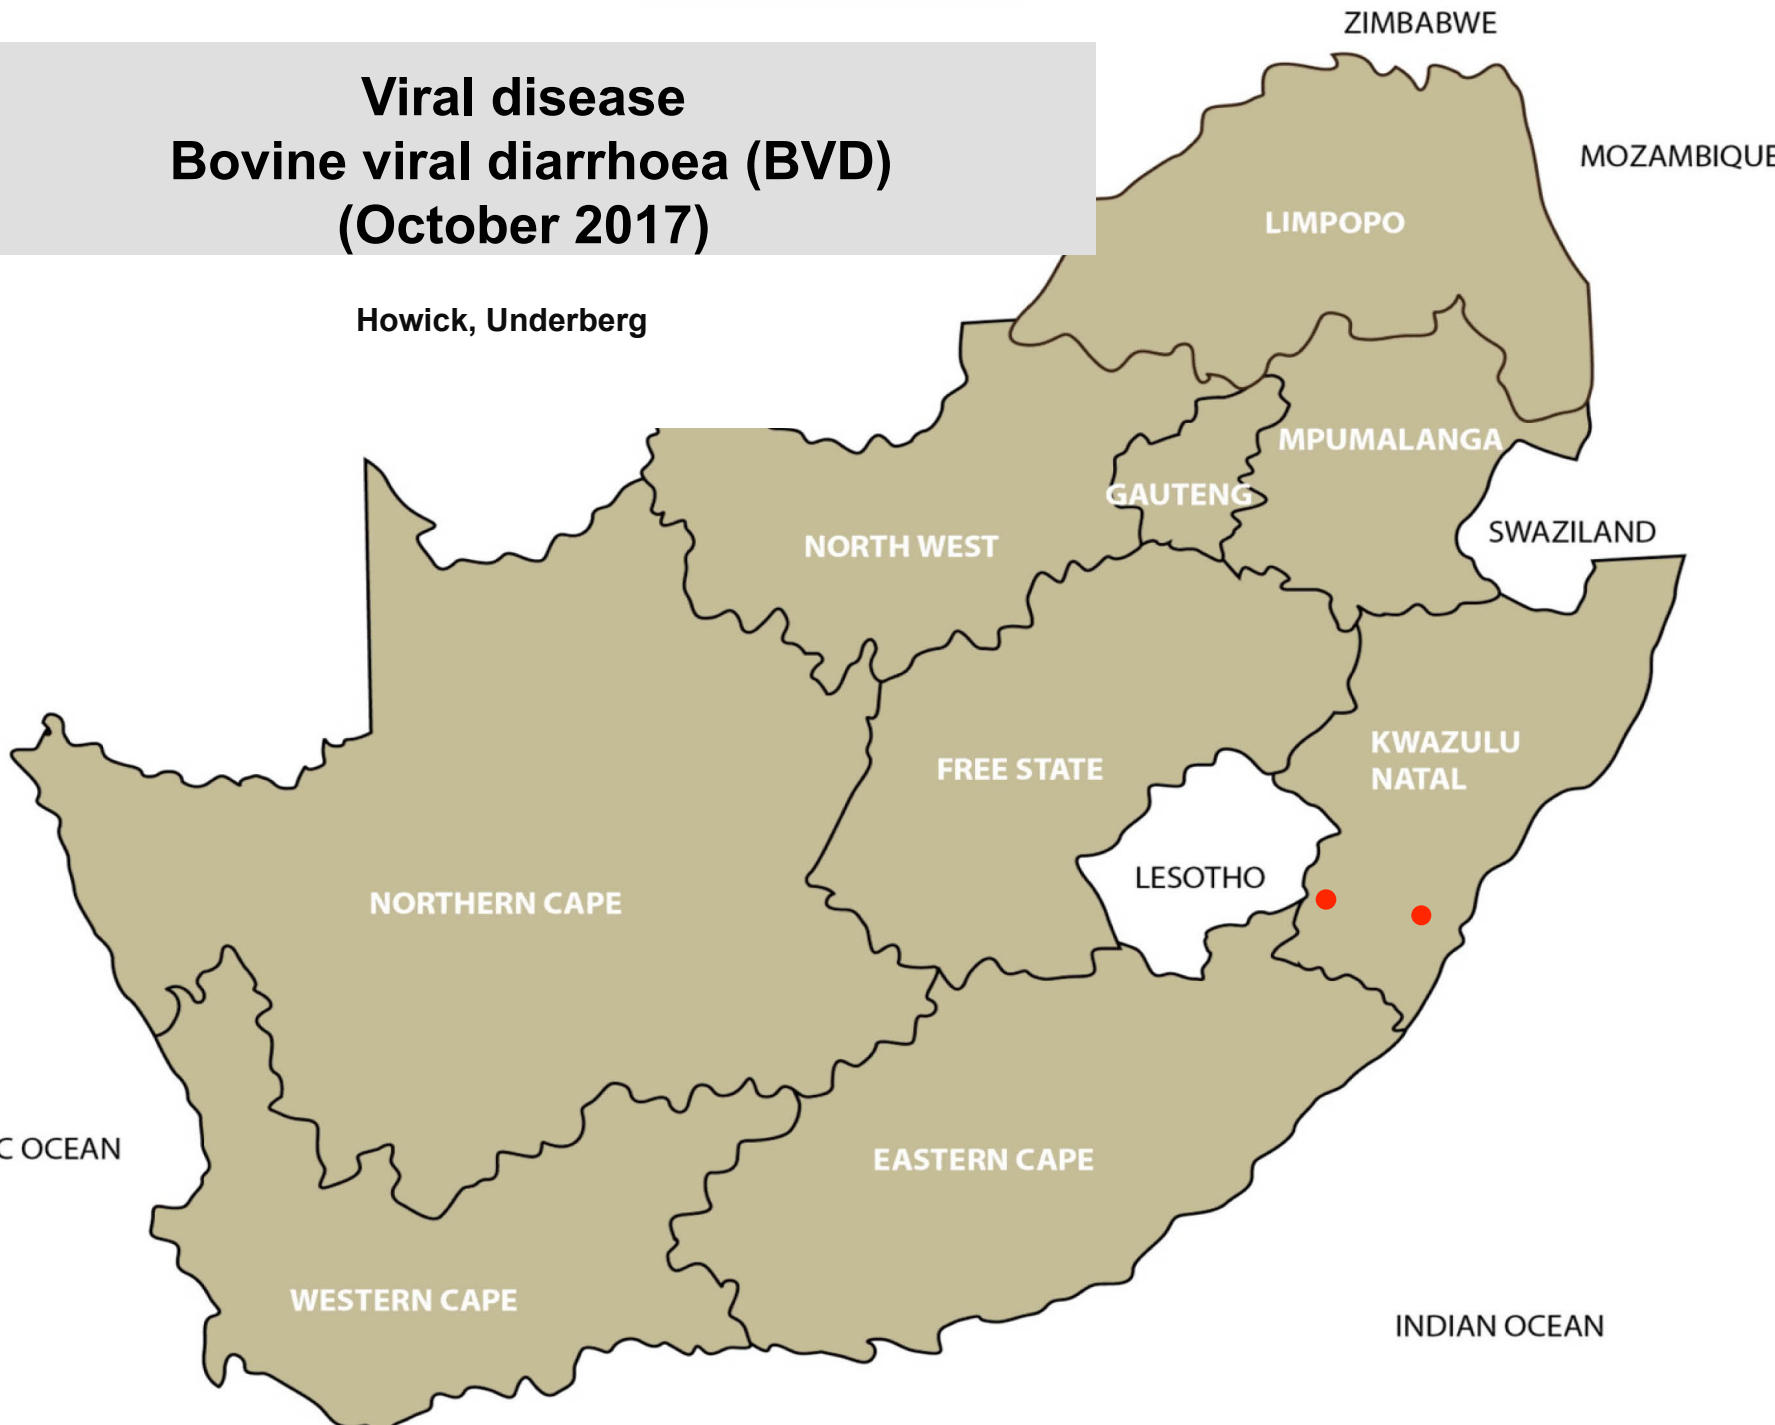 ZIMBABWE
Viral disease
Bovine viral diarrhoea (BVD)
(October 2017)
MOZAMBIQUE
LIMPOPO
Howick, Underberg
MPUMALANGA
GAUTENG
SWAZILAND
NORTH WEST
KWAZULU
NATAL
FREE STATE
LESOTHO
NORTHERN CAPE
C OCEAN
EASTERN CAPE
WESTERN CAPE
INDIAN OCEAN